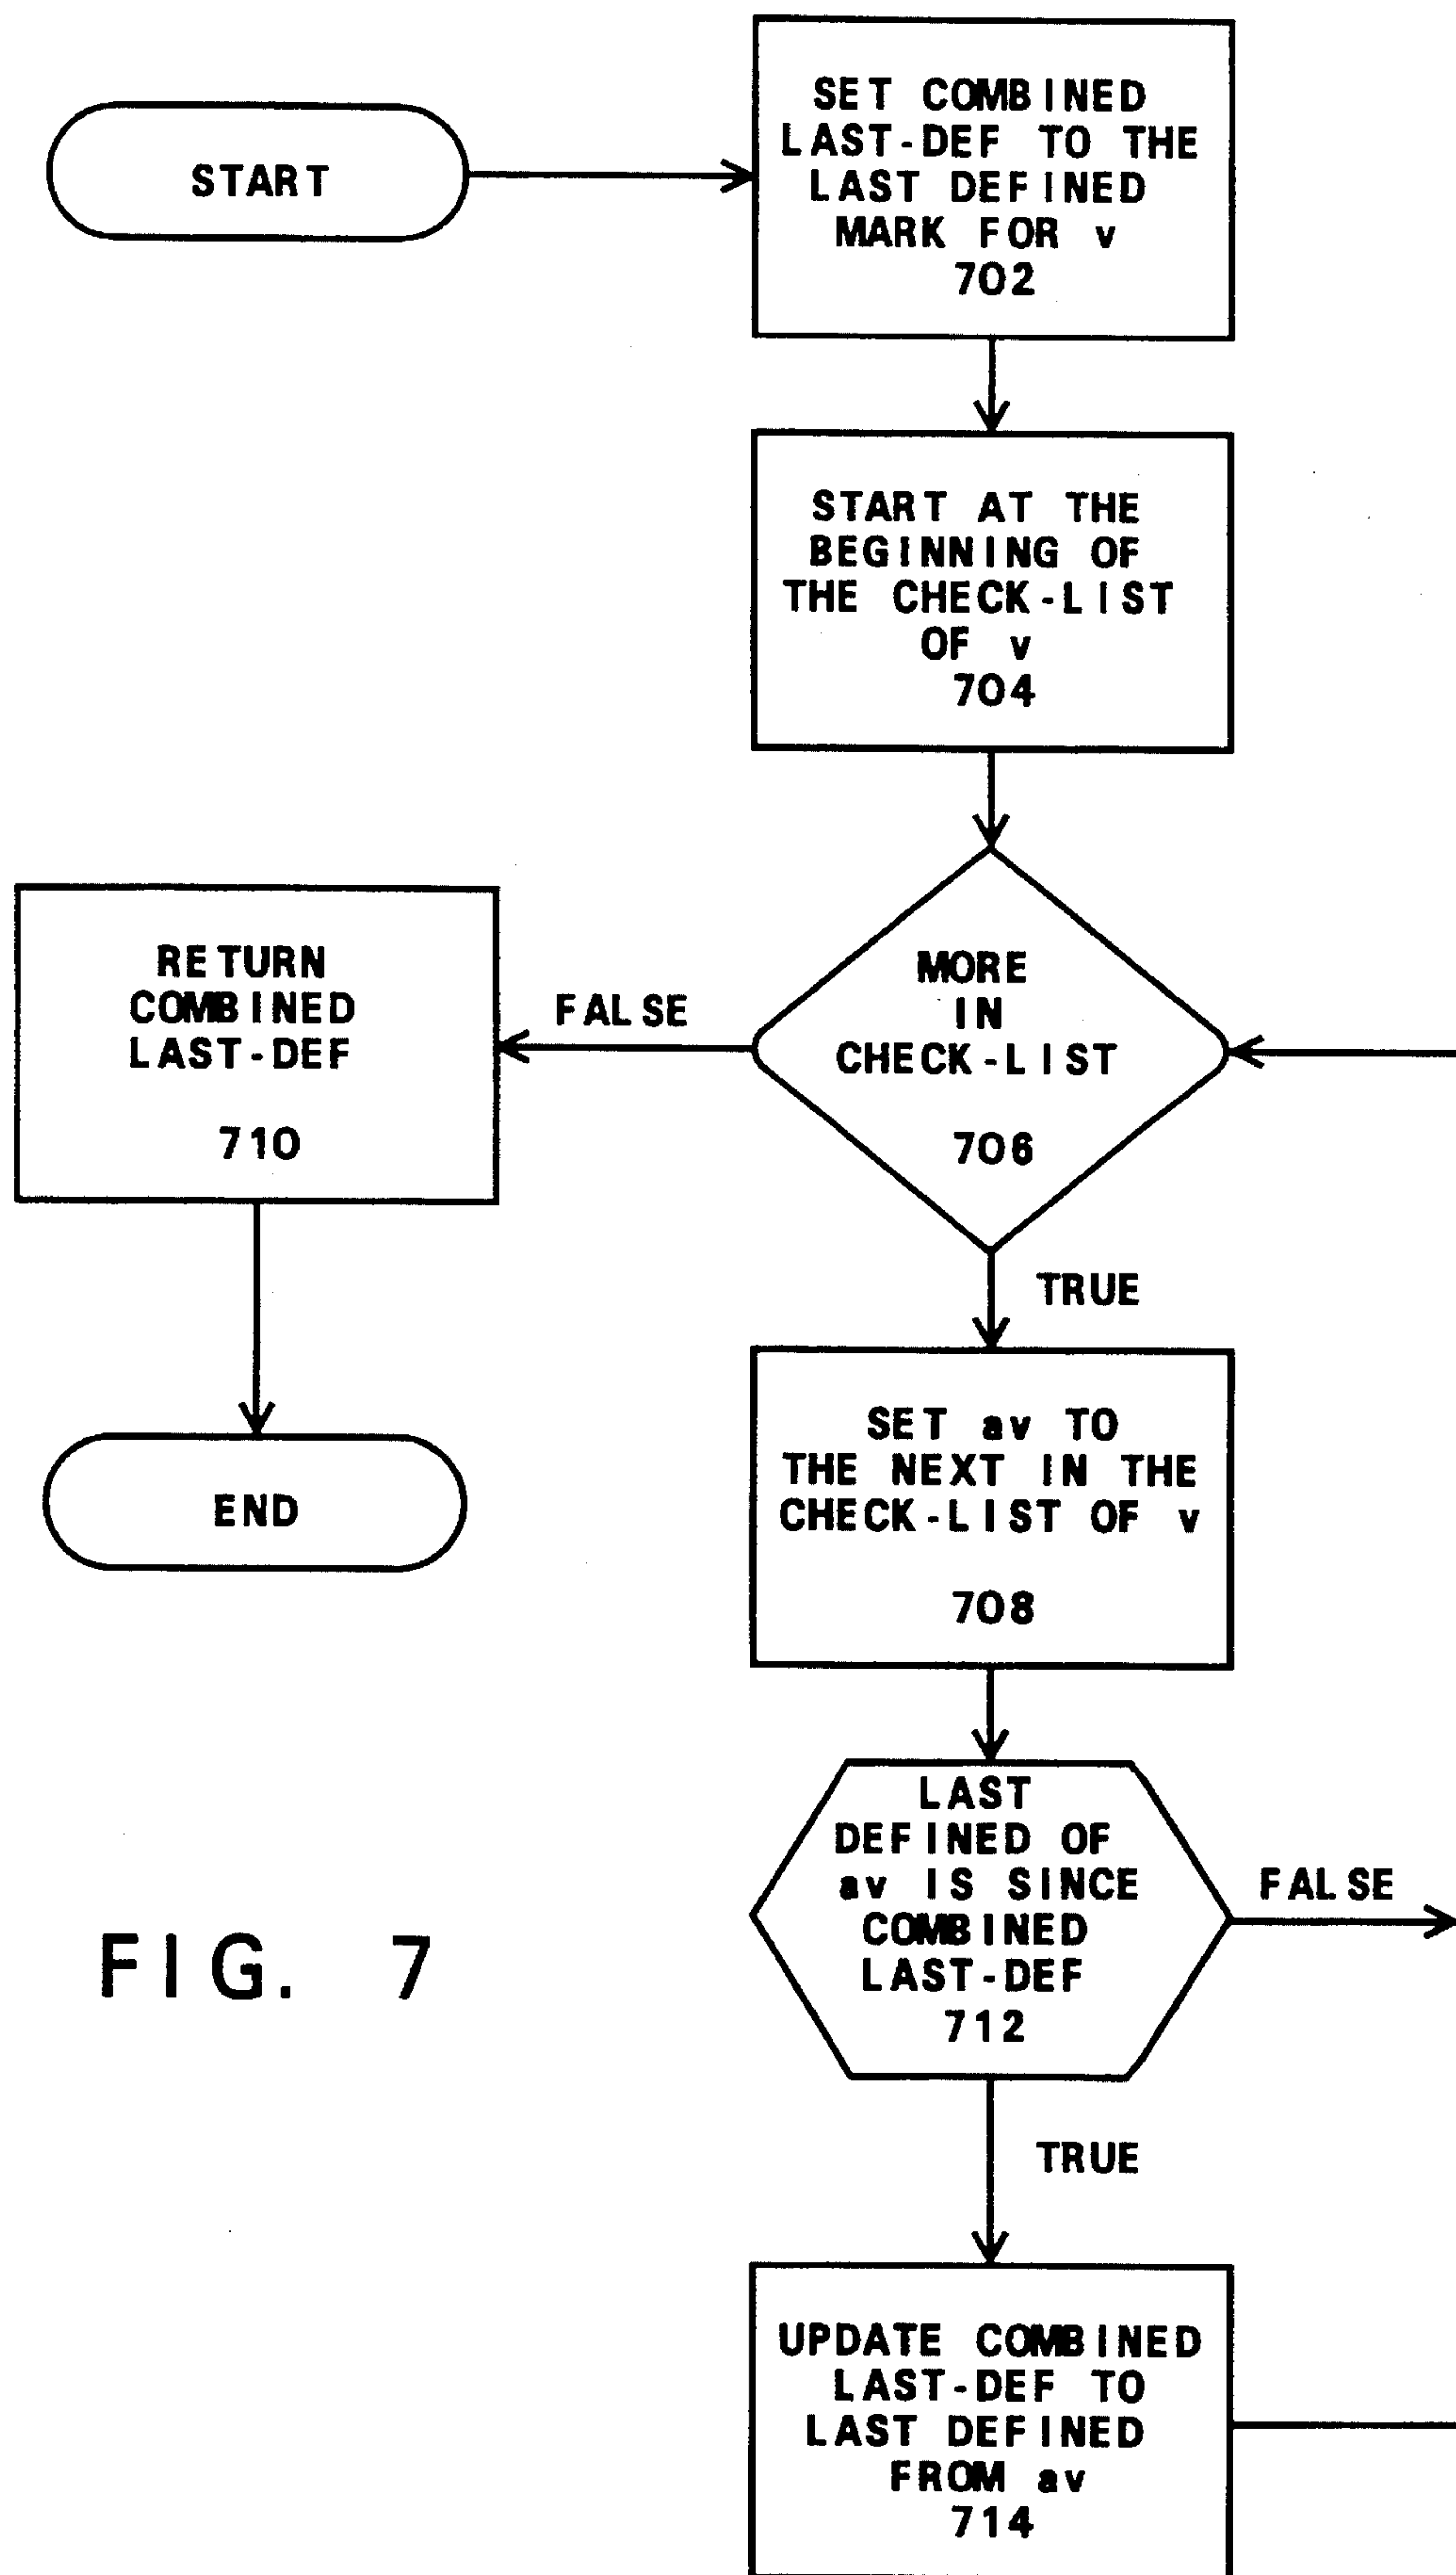 START
SET COMBINED
LAST-DEF TO THE
LAST DEFINED
MARK FOR v
702
START AT THE
BEGINNING OF
THE CHECK-LIST
OF v
704
MORE
IN
CHECK-LIST
706
FALSE
RETURN
COMBINED
LAST-DEF
710
END
TRUE
SET av TO
THE NEXT IN THE
CHECK-LIST OF v
708
LAST
DEFINED OF
av IS SINCE
COMBINED
LAST-DEF
712
FALSE
TRUE
UPDATE COMBINED
LAST-DEF TO
LAST DEFINED
FROM av
714
FIG. 7